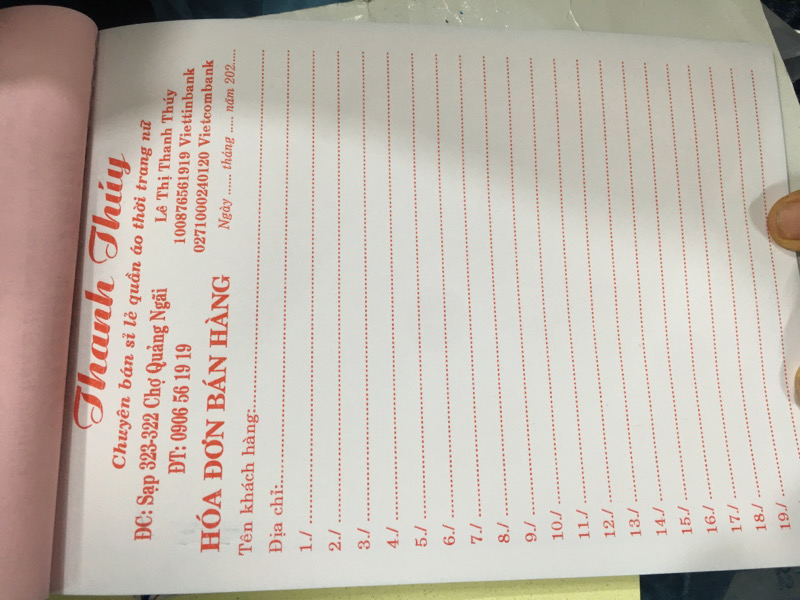 Thanh Thúy
Chuyên bán sỉ lẻ quần áo thời trang nữ
ĐC: Sạp 323-322 Chợ Quảng Ngãi
ĐT: 0906 56 19 19
Lê Thị Thanh Thúy
100876561919 Viettinbank
0271000240120 Vietcombank
HÓA ĐƠN BÁN HÀNG
Ngày ...... tháng ..... năm 202.....
Tên khách hàng:
Địa chỉ:
1./
2./
3./
4./
5./
6./
7./
8./
9./
10./
11./
12./
13./
14./
15./
16./
17./
18./
19./